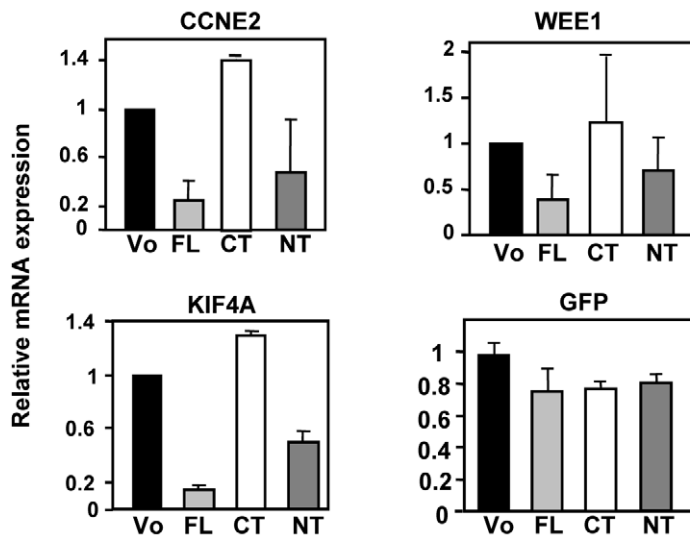 CCNE2
1.4
1
0.6
0.2
0
Vo FL CT NT
WEE1
2
1.5
1
0.5
0
Vo FL CT NT
Relative mRNA expression
KIF4A
1.4
1
0.6
0.2
0
Vo FL CT NT
GFP
1
0.8
0.6
0.4
0.2
0
Vo FL CT NT